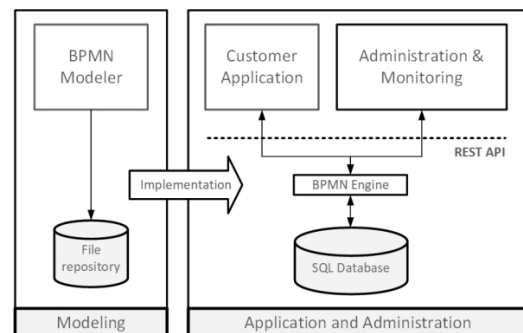 BPMN
Modeler
Customer
Application
Administration &
Monitoring
REST API
Implementation
BPMN Engine
File
repository
SQL Database
Modeling
Application and Administration